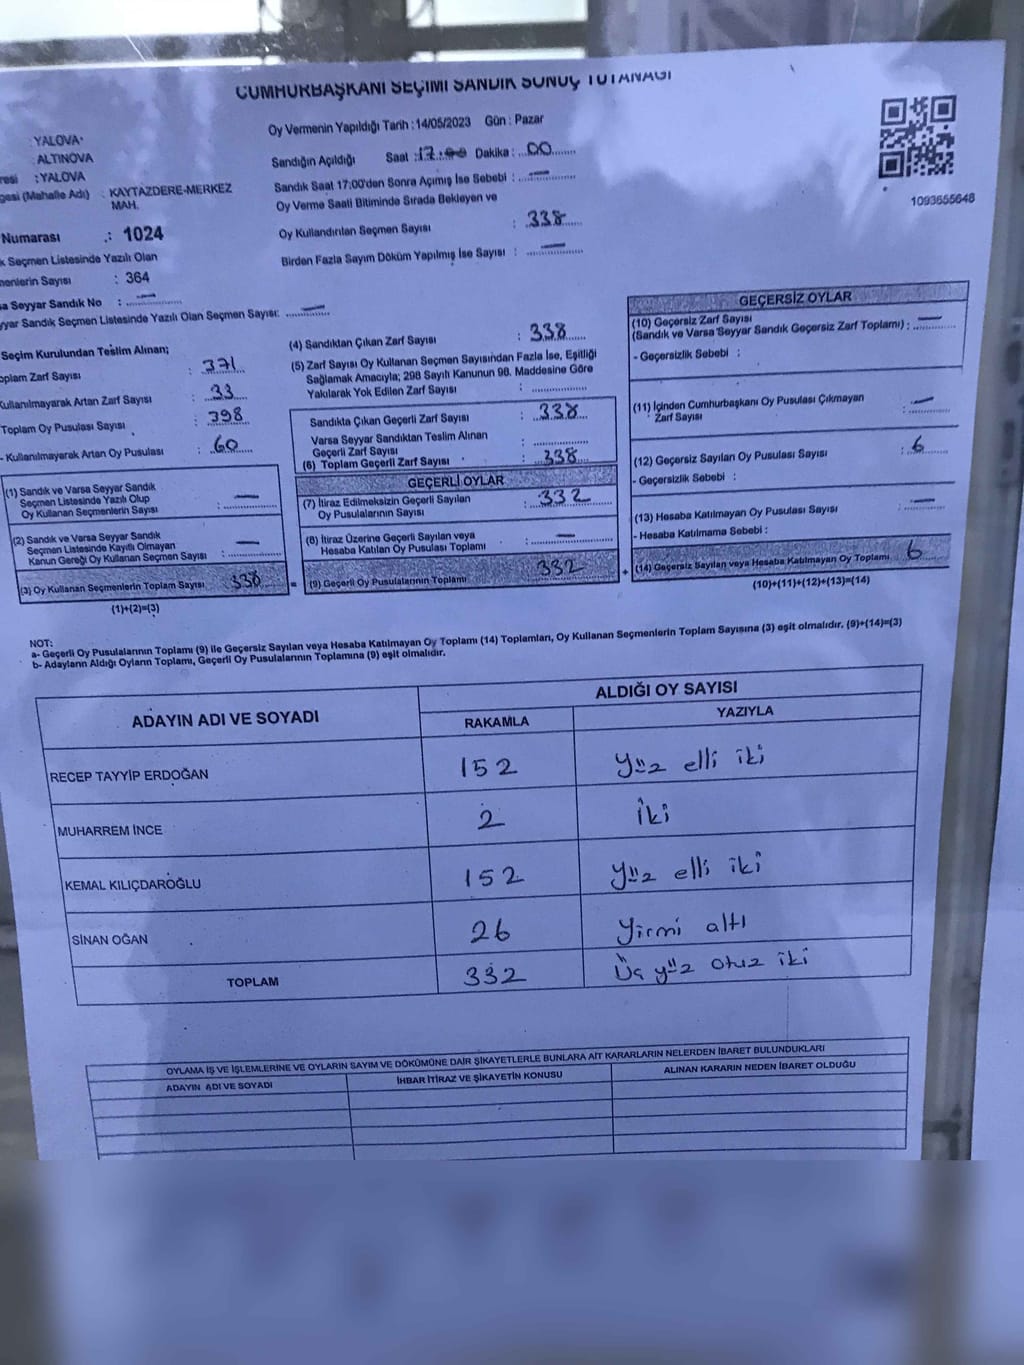 CUMHURBAŞKANI SEÇİMİ SANDIK SONUÇ TUTANAĞI
Oy Vermenin Yapıldığı Tarih : 14/05/2023 Gün : Pazar
: YALOVA
: ALTINOVA
: YALOVA
gesi (Mahalle Adı) : KAYTAZDERE-MERKEZ
MAH.
Numarası : 1024
k Seçmen Listesinde Yazılı Olan
menlerin Sayısı : 364
sa Seyyar Sandık No : —
yyar Sandık Seçmen Listesinde Yazılı Olan Seçmen Sayısı: —
Sandığın Açıldığı Saat : 17:00 Dakika : 00
Sandık Saat 17:00'den Sonra Açımış İse Sebebi : —
Oy Verme Saati Bitiminde Sırada Bekleyen ve
Oy Kullandırılan Seçmen Sayısı : 338
Birden Fazla Sayım Döküm Yapılmış İse Sayısı : —
1093655648
Seçim Kurulundan Teslim Alınan;
oplam Zarf Sayısı : 371
Kullanılmayarak Artan Zarf Sayısı : 33
Toplam Oy Pusulası Sayısı : 398
- Kullanılmayarak Artan Oy Pusulası : 60
(1) Sandık ve Varsa Seyyar Sandık
Seçmen Listesinde Yazılı Olup
Oy Kullanan Seçmenlerin Sayısı : —
(2) Sandık ve Varsa Seyyar Sandık
Seçmen Listesinde Kayıtlı Olmayan
Kanun Gereği Oy Kullanan Seçmen Sayısı : —
(3) Oy Kullanan Seçmenlerin Toplam Sayısı 338
(1)+(2)=(3)
(4) Sandıktan Çıkan Zarf Sayısı : 338
(5) Zarf Sayısı Oy Kullanan Seçmen Sayısından Fazla İse, Eşitliği
Sağlamak Amacıyla; 298 Sayılı Kanunun 98. Maddesine Göre
Yakılarak Yok Edilen Zarf Sayısı :
Sandıkta Çıkan Geçerli Zarf Sayısı : 338
Varsa Seyyar Sandıktan Teslim Alınan
Geçerli Zarf Sayısı :
(6) Toplam Geçerli Zarf Sayısı : 338
GEÇERLİ OYLAR
(7) İtiraz Edilmeksizin Geçerli Sayılan
Oy Pusulalarının Sayısı : 332
(8) İtiraz Üzerine Geçerli Sayılan veya
Hesaba Katılan Oy Pusulası Toplamı : —
= (9) Geçerli Oy Pusulalarının Toplamı 332
GEÇERSİZ OYLAR
(10) Geçersiz Zarf Sayısı
(Sandık ve Varsa Seyyar Sandık Geçersiz Zarf Toplamı) : —
- Geçersizlik Sebebi :
(11) İçinden Cumhurbaşkanı Oy Pusulası Çıkmayan
Zarf Sayısı : —
(12) Geçersiz Sayılan Oy Pusulası Sayısı : 6
- Geçersizlik Sebebi :
(13) Hesaba Katılmayan Oy Pusulası Sayısı : —
- Hesaba Katılmama Sebebi :
+ (14) Geçersiz Sayılan veya Hesaba Katılmayan Oy Toplamı 6
(10)+(11)+(12)+(13)=(14)
NOT:
a- Geçerli Oy Pusulalarının Toplamı (9) ile Geçersiz Sayılan veya Hesaba Katılmayan Oy Toplamı (14) Toplamları, Oy Kullanan Seçmenlerin Toplam Sayısına (3) eşit olmalıdır. (9)+(14)=(3)
b- Adayların Aldığı Oyların Toplamı, Geçerli Oy Pusulalarının Toplamına (9) eşit olmalıdır.
ADAYIN ADI VE SOYADI ALDIĞI OY SAYISI
RAKAMLA YAZIYLA
RECEP TAYYİP ERDOĞAN 152 Yüz elli iki
MUHARREM İNCE 2 İki
KEMAL KILIÇDAROĞLU 152 Yüz elli iki
SİNAN OĞAN 26 Yirmi altı
TOPLAM 332 Üç yüz otuz iki
OYLAMA İŞ VE İŞLEMLERİNE VE OYLARIN SAYIM VE DÖKÜMÜNE DAİR ŞİKAYETLERLE BUNLARA AİT KARARLARIN NELERDEN İBARET BULUNDUKLARI
ADAYIN ADI VE SOYADI İHBAR İTİRAZ VE ŞİKAYETİN KONUSU ALINAN KARARIN NEDEN İBARET OLDUĞU